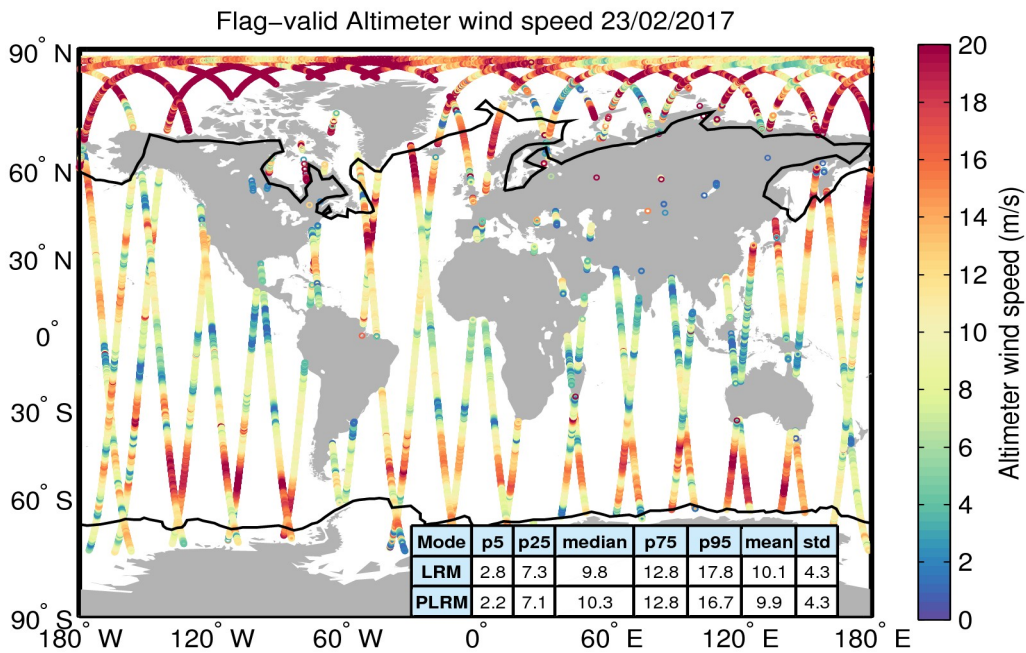 Flag−valid Altimeter wind speed 23/02/2017
90° N
60° N
30° N
0°
30° S
60° S
90° S
180° W
120° W
60° W
0°
60° E
120° E
180° E
Mode p5 p25 median p75 p95 mean std
LRM 2.8 7.3 9.8 12.8 17.8 10.1 4.3
PLRM 2.2 7.1 10.3 12.8 16.7 9.9 4.3
20
18
16
14
12
10
8
6
4
2
0
Altimeter wind speed (m/s)